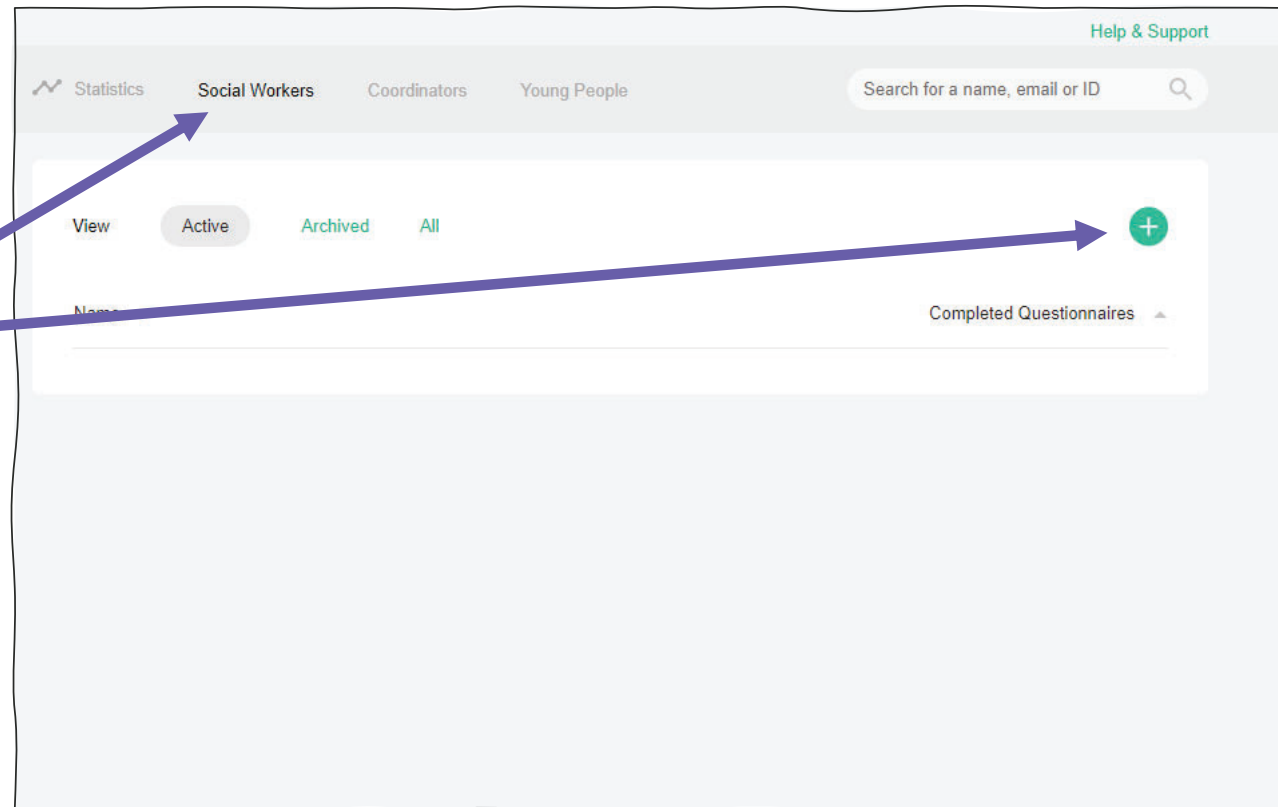 Help & Support
Statistics Social Workers Coordinators Young People Search for a name, email or ID
View Active Archived All
Name Completed Questionnaires